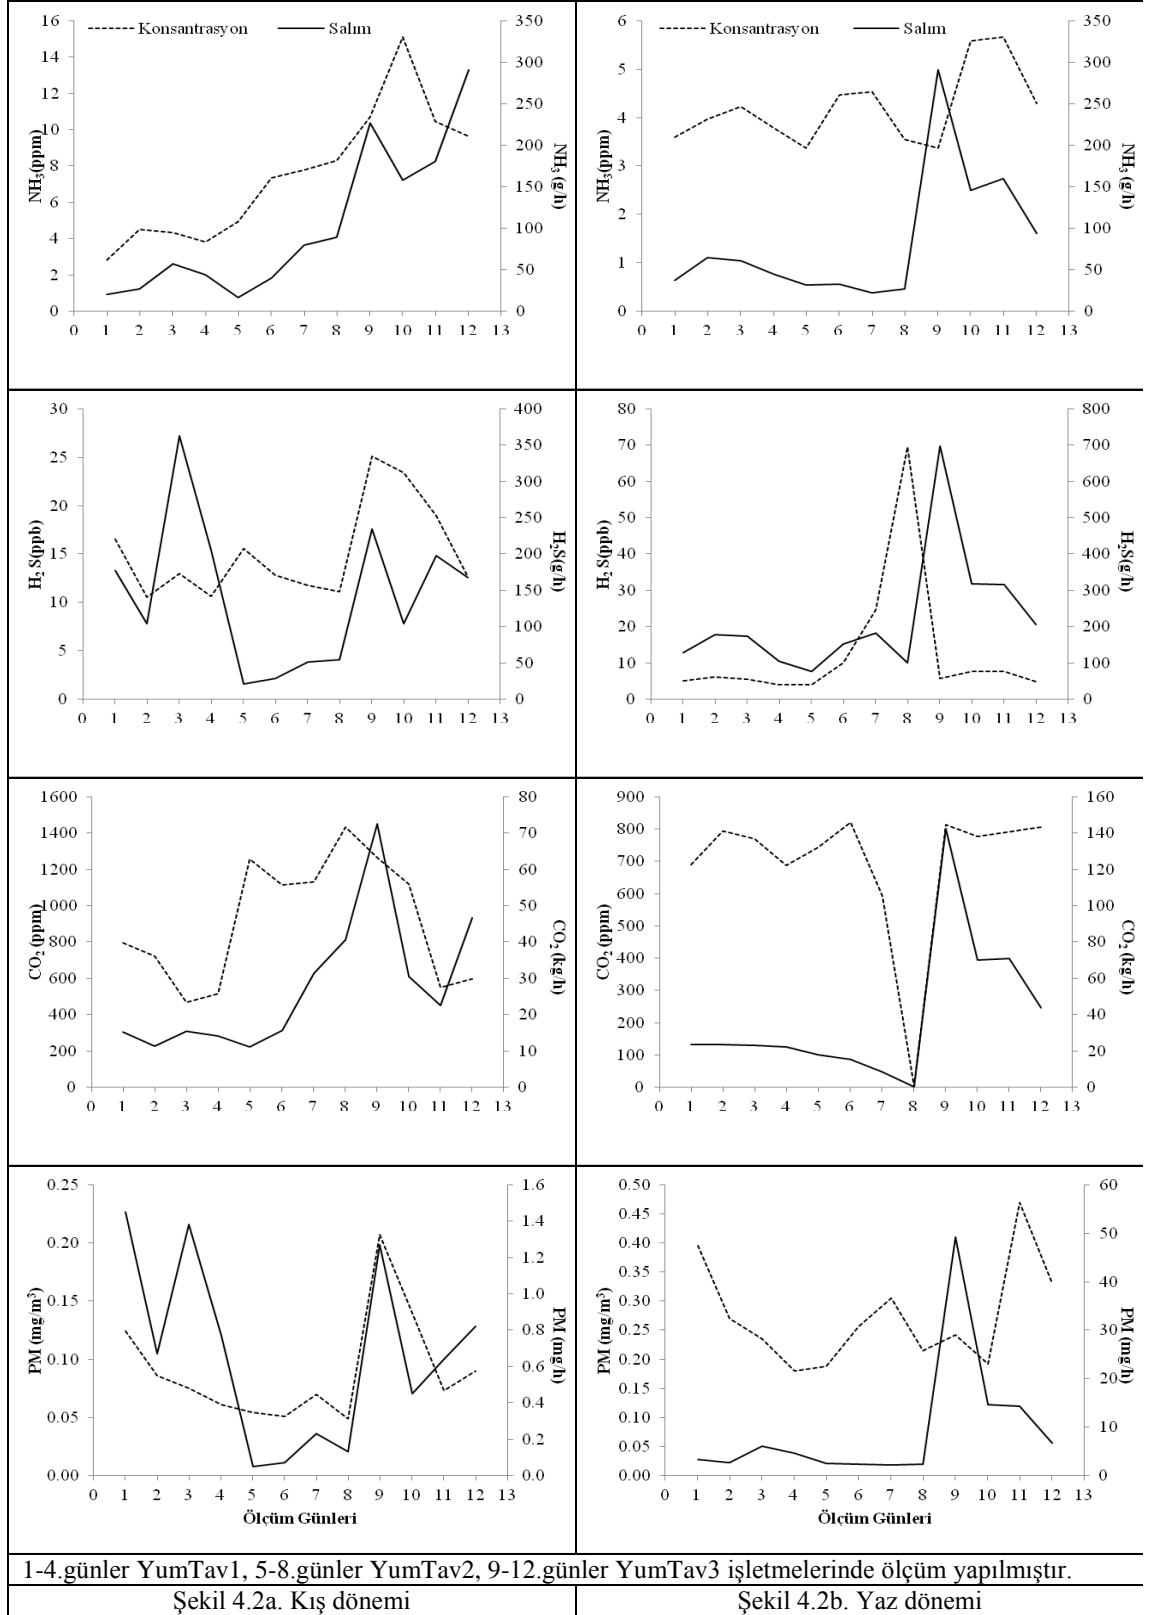 Konsantrasyon Salım
16 14 12 10 8 6 4 2 0
NH₃(ppm)
350 300 250 200 150 100 50 0
NH₃ (g/h)
0 1 2 3 4 5 6 7 8 9 10 11 12 13
Konsantrasyon Salım
6 5 4 3 2 1 0
NH₃(ppm)
350 300 250 200 150 100 50 0
NH₃ (g/h)
0 1 2 3 4 5 6 7 8 9 10 11 12 13
30 25 20 15 10 5 0
H₂ S(ppb)
400 350 300 250 200 150 100 50 0
H₂S(g/h)
0 1 2 3 4 5 6 7 8 9 10 11 12 13
80 70 60 50 40 30 20 10 0
H₂ S(ppb)
800 700 600 500 400 300 200 100 0
H₂S(g/h)
0 1 2 3 4 5 6 7 8 9 10 11 12 13
1600 1400 1200 1000 800 600 400 200 0
CO₂ (ppm)
80 70 60 50 40 30 20 10 0
CO₂ (kg/h)
0 1 2 3 4 5 6 7 8 9 10 11 12 13
900 800 700 600 500 400 300 200 100 0
CO₂ (ppm)
160 140 120 100 80 60 40 20 0
CO₂ (kg/h)
0 1 2 3 4 5 6 7 8 9 10 11 12 13
0.25 0.20 0.15 0.10 0.05 0.00
PM (mg/m³)
1.6 1.4 1.2 1.0 0.8 0.6 0.4 0.2 0.0
PM (mg/h)
0 1 2 3 4 5 6 7 8 9 10 11 12 13
Ölçüm Günleri
0.50 0.45 0.40 0.35 0.30 0.25 0.20 0.15 0.10 0.05 0.00
PM (mg/m³)
60 50 40 30 20 10 0
PM (mg/h)
0 1 2 3 4 5 6 7 8 9 10 11 12 13
Ölçüm Günleri
1-4.günler YumTav1, 5-8.günler YumTav2, 9-12.günler YumTav3 işletmelerinde ölçüm yapılmıştır.
Şekil 4.2a. Kış dönemi
Şekil 4.2b. Yaz dönemi